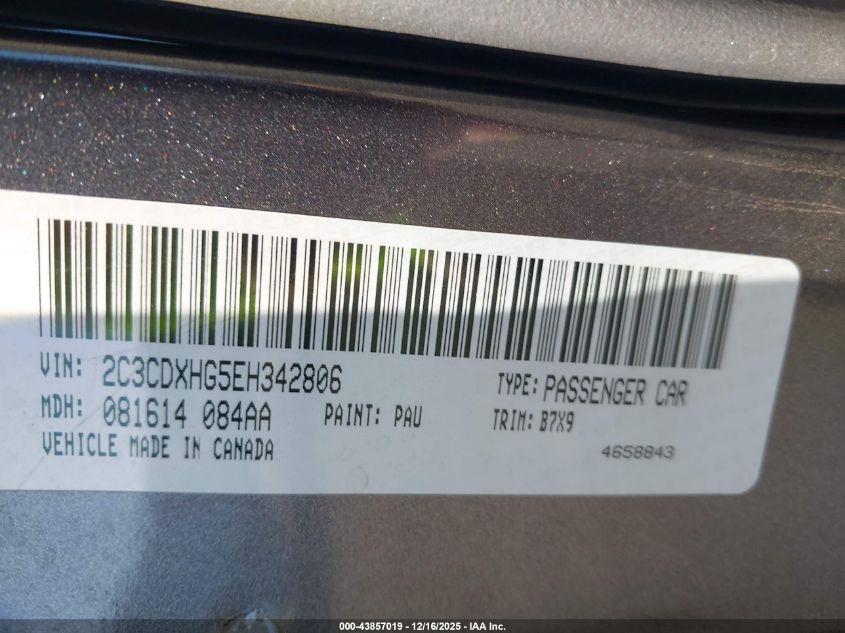 VIN: 2C3CDXHG5EH342806 TYPE: PASSENGER CAR
MDH: 081614 084AA PAINT: PAU TRIM: B7X9
VEHICLE MADE IN CANADA 4658843
000-43857019 - 12/16/2025 - IAA Inc.